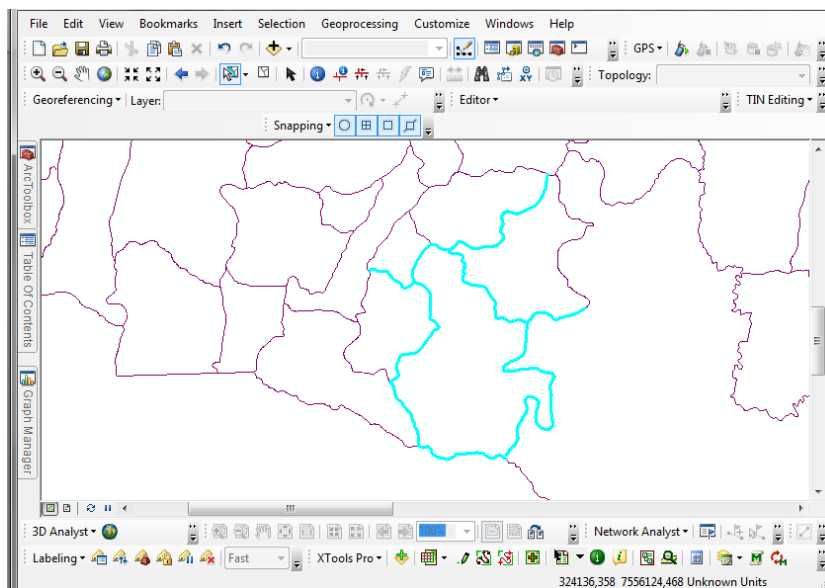 File Edit View Bookmarks Insert Selection Geoprocessing Customize Windows Help
GPS
Topology:
Georeferencing Layer: Editor TIN Editing
Snapping
ArcToolbox
Table Of Contents
Graph Manager
3D Analyst 100% Network Analyst
Labeling Fast XTools Pro
324136,358 7556124,468 Unknown Units